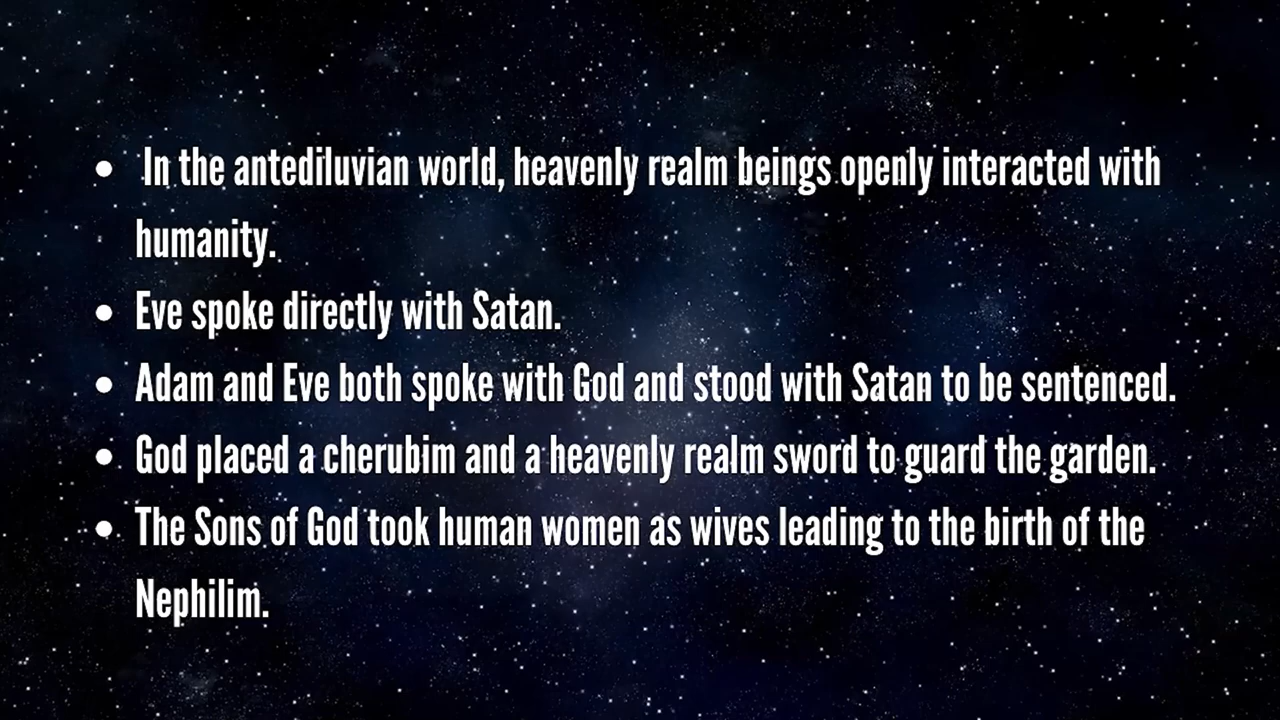 • In the antediluvian world, heavenly realm beings openly interacted with
humanity.
• Eve spoke directly with Satan.
• Adam and Eve both spoke with God and stood with Satan to be sentenced.
• God placed a cherubim and a heavenly realm sword to guard the garden.
• The Sons of God took human women as wives leading to the birth of the
Nephilim.